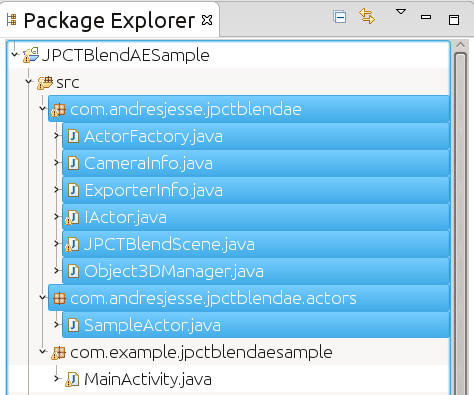 Package Explorer
JPCTBlendAESample
src
com.andresjesse.jpctblendae
ActorFactory.java
CameraInfo.java
ExporterInfo.java
IActor.java
JPCTBlendScene.java
Object3DManager.java
com.andresjesse.jpctblendae.actors
SampleActor.java
com.example.jpctblendaesample
MainActivity.java